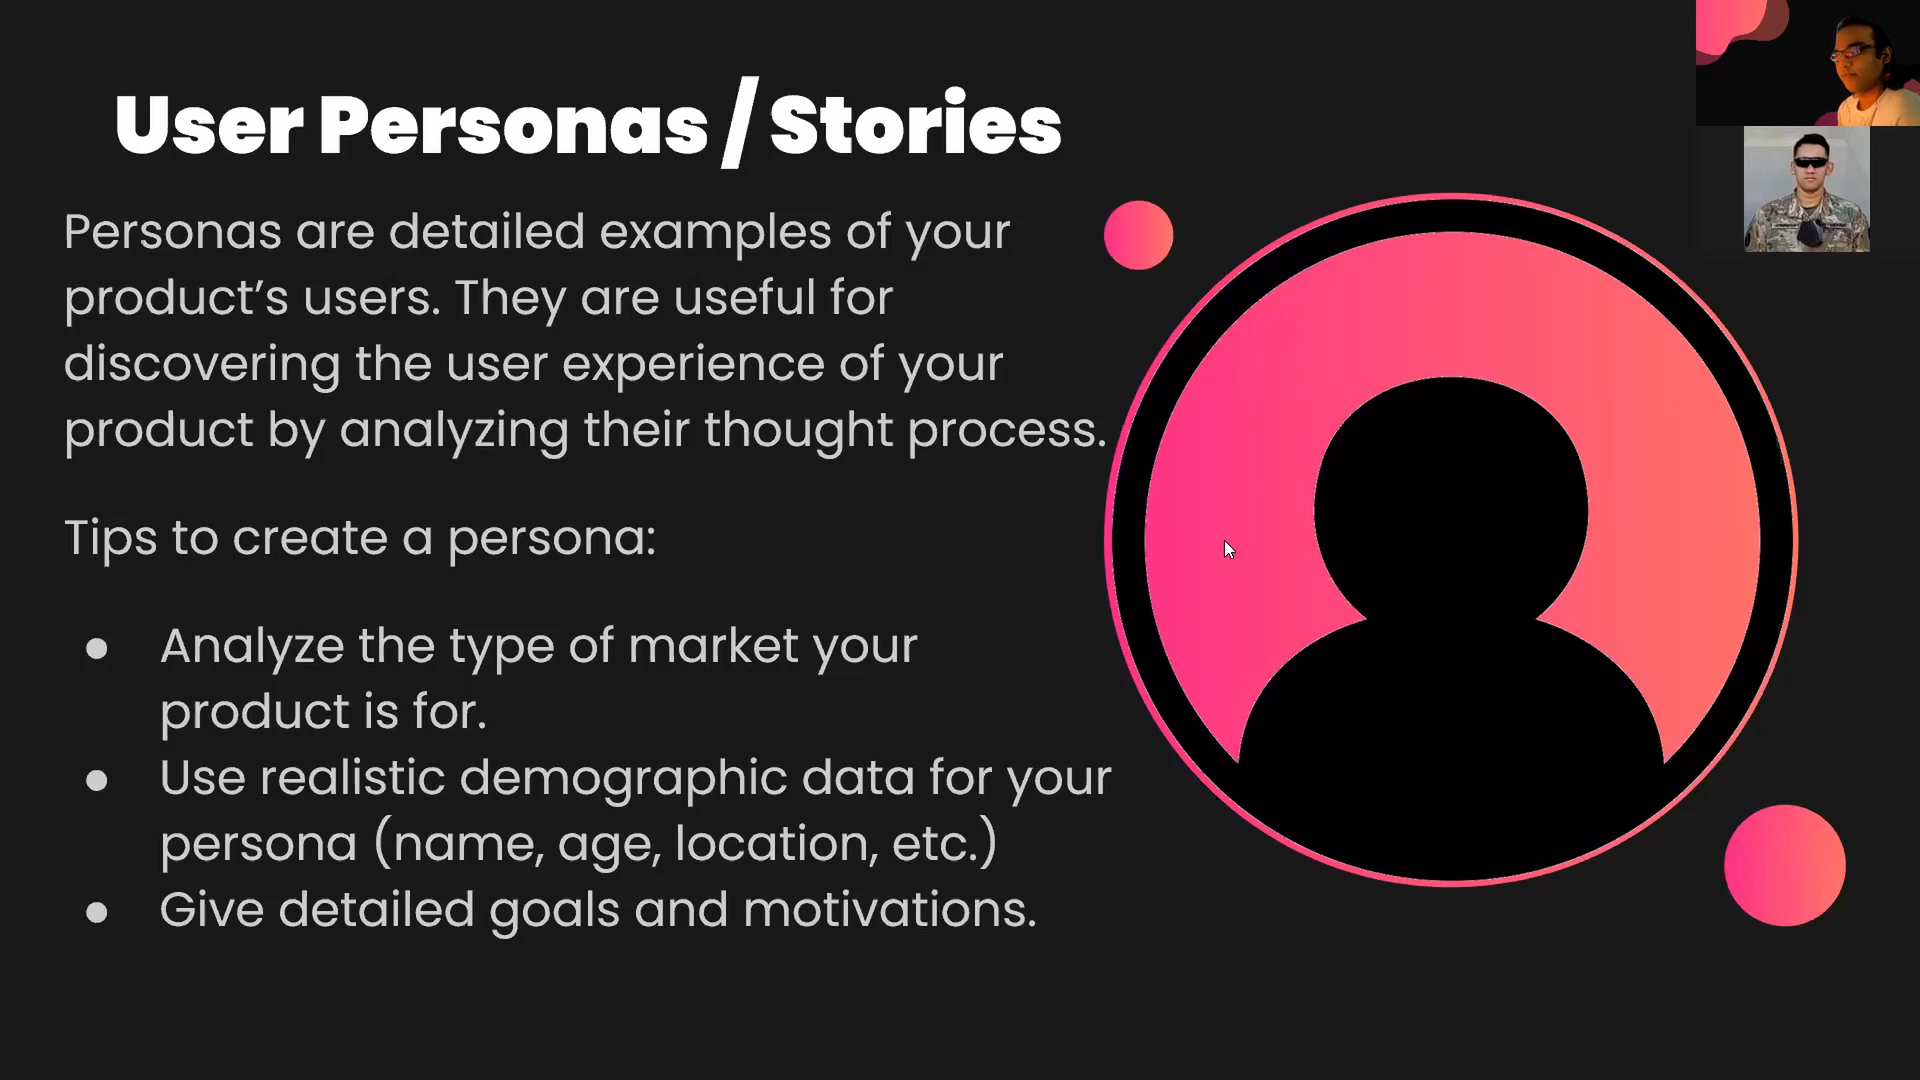 User Personas / Stories
Personas are detailed examples of your
product’s users. They are useful for
discovering the user experience of your
product by analyzing their thought process.
Tips to create a persona:
● Analyze the type of market your
product is for.
● Use realistic demographic data for your
persona (name, age, location, etc.)
● Give detailed goals and motivations.